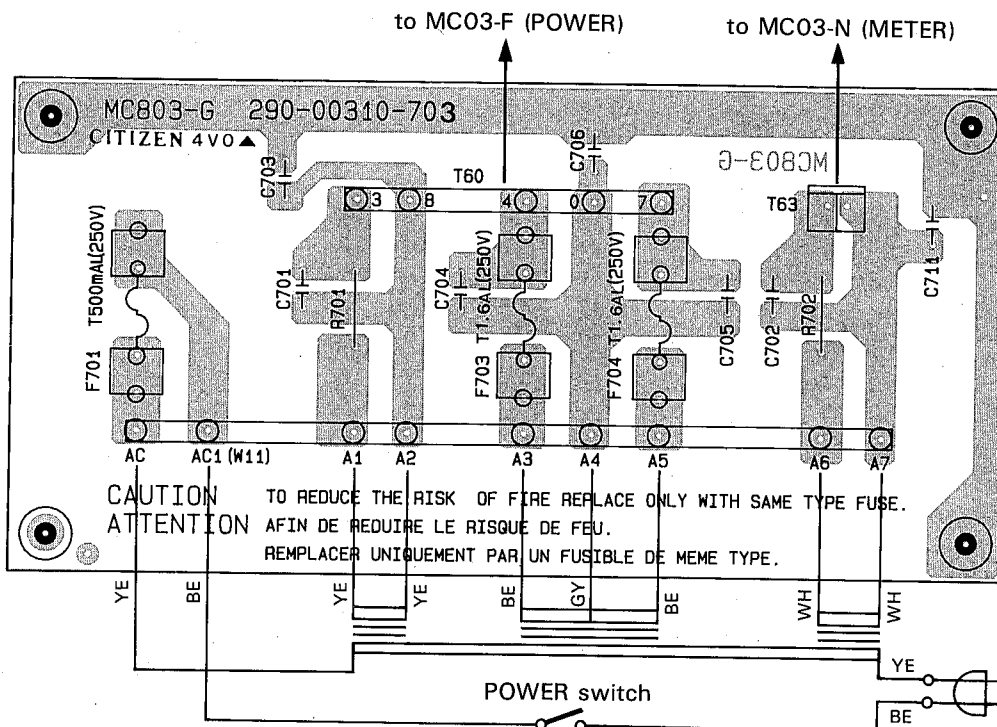 to MC03-F (POWER)
to MC03-N (METER)
MC803-G 290-00310-703
CITIZEN 4V0▲
C703
C706
MC803-G
T60
3 8 4 0 7
T63
T500mAL(250V)
C701
R701
C704
T1.6AL(250V)
T1.6AL(250V)
C705
C702
R702
C711
F701
F703
F704
AC AC1 (W11) A1 A2 A3 A4 A5 A6 A7
CAUTION TO REDUCE THE RISK OF FIRE REPLACE ONLY WITH SAME TYPE FUSE.
ATTENTION AFIN DE REDUIRE LE RISQUE DE FEU.
REMPLACER UNIQUEMENT PAR UN FUSIBLE DE MEME TYPE.
YE BE YE YE BE GY BE WH WH
YE
POWER switch
BE